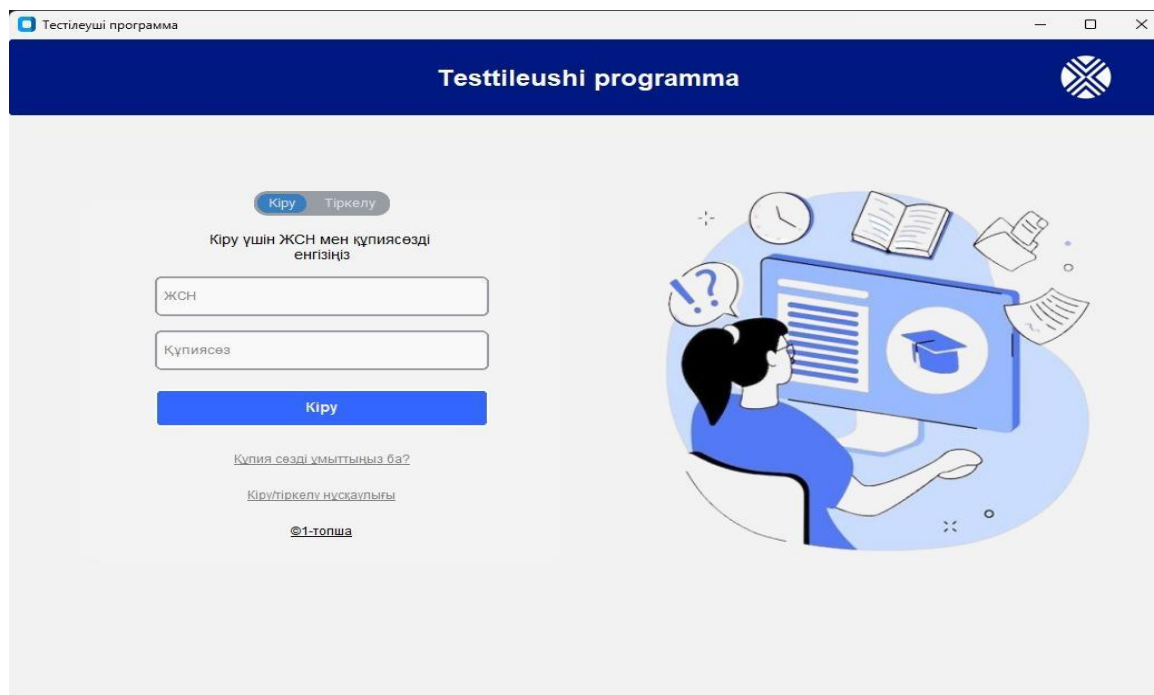 Тестілеуші программа
Testtileushi programma
Кіру Тіркелу
Кіру үшін ЖСН мен құпиясөзді
енгізіңіз
ЖСН
Құпиясөз
Кіру
Құпия сөзді ұмыттыңыз ба?
Кіру/тіркелу нұсқаулығы
©1-топша
!?